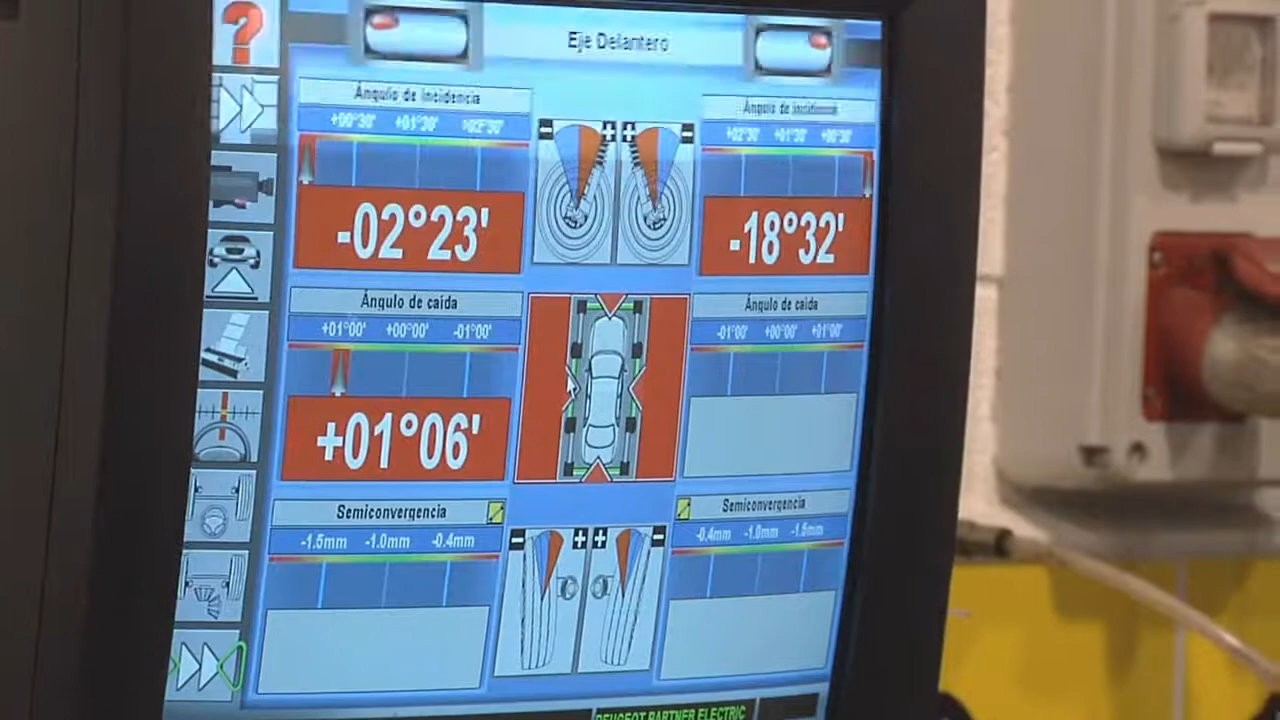 ?
Eje Delantero
Ángulo de incidencia
+00°30' +01°30' +02°30'
-02°23'
Ángulo de incidencia
+02°30' +01°30' +00°30'
-18°32'
- + + -
Ángulo de caída
+01°00' +00°00' -01°00'
+01°06'
Ángulo de caída
-01°00' +00°00' +01°00'
Semiconvergencia
-1.5mm -1.0mm -0.4mm
Semiconvergencia
-0.4mm -1.0mm -1.5mm
- + + -
PEUGEOT PARTNER ELECTRIC